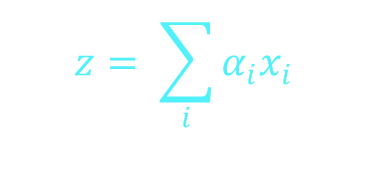 z = ∑_i α_i x_i